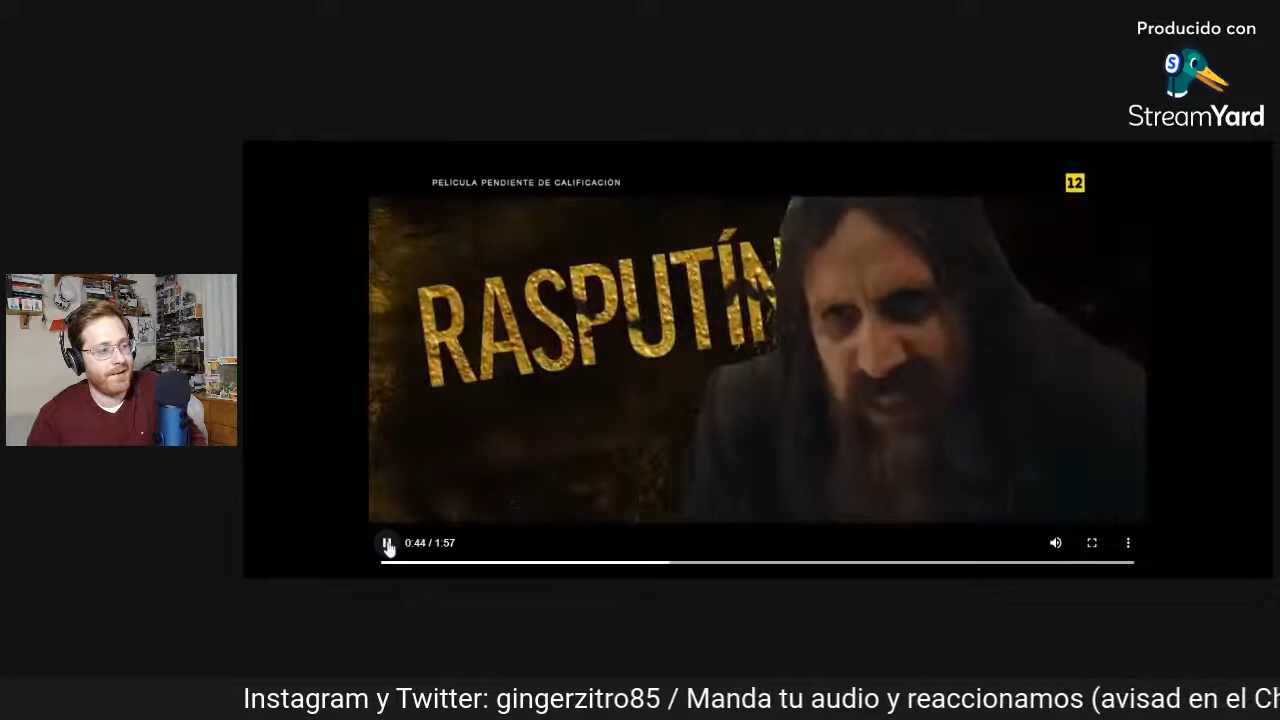 Producido con
S
StreamYard
PELÍCULA PENDIENTE DE CALIFICACIÓN
12
RASPUTÍN
0:44 / 1:57
Instagram y Twitter: gingerzitro85 / Manda tu audio y reaccionamos (avisad en el Ch